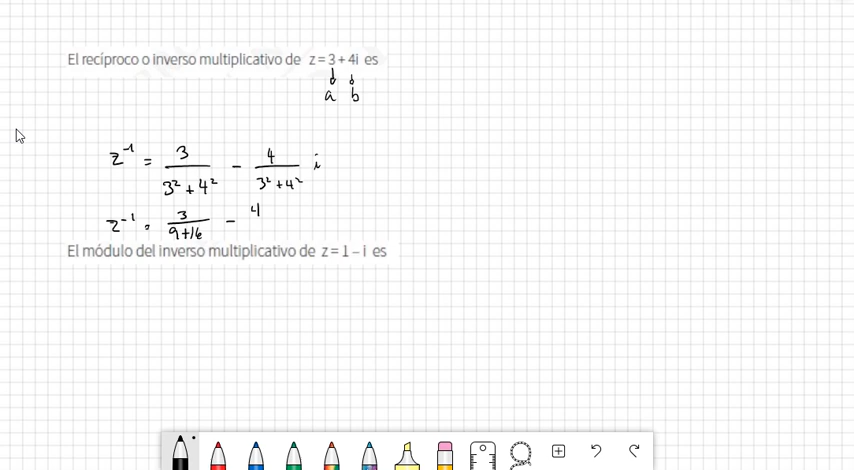 El recíproco o inverso multiplicativo de z = 3 + 4i es
a b
z⁻¹ = 3/(3² + 4²) - 4/(3² + 4²) i
z⁻¹ = 3/(9+16) - 4
El módulo del inverso multiplicativo de z = 1 – i es